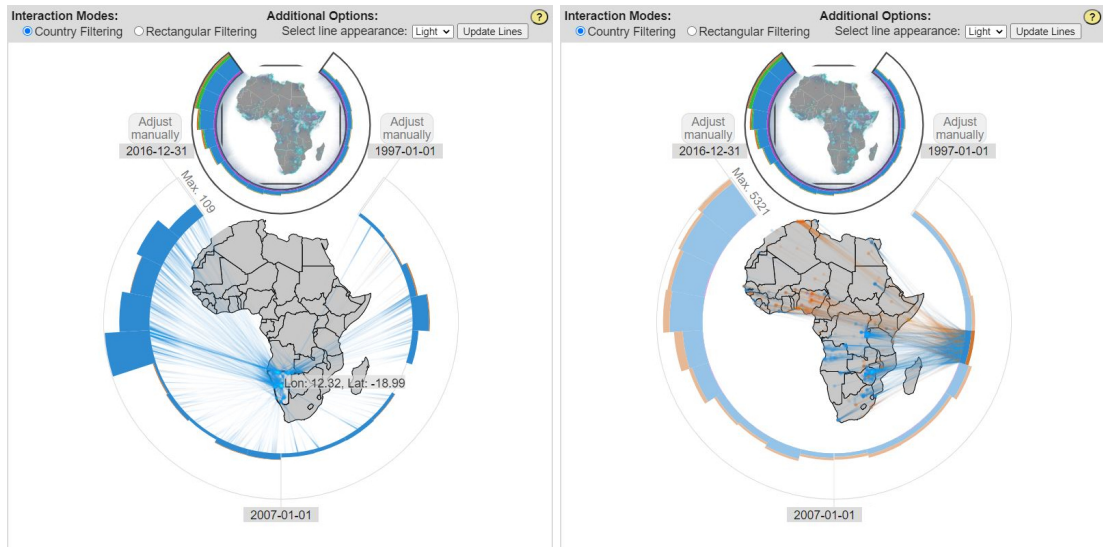 Interaction Modes:
Country Filtering Rectangular Filtering
Additional Options:
Select line appearance: Light Update Lines
?
Adjust
manually
2016-12-31
Adjust
manually
1997-01-01
Max. 109
Lon: 12.32, Lat: -18.99
2007-01-01
Interaction Modes:
Country Filtering Rectangular Filtering
Additional Options:
Select line appearance: Light Update Lines
?
Adjust
manually
2016-12-31
Adjust
manually
1997-01-01
Max. 5321
2007-01-01